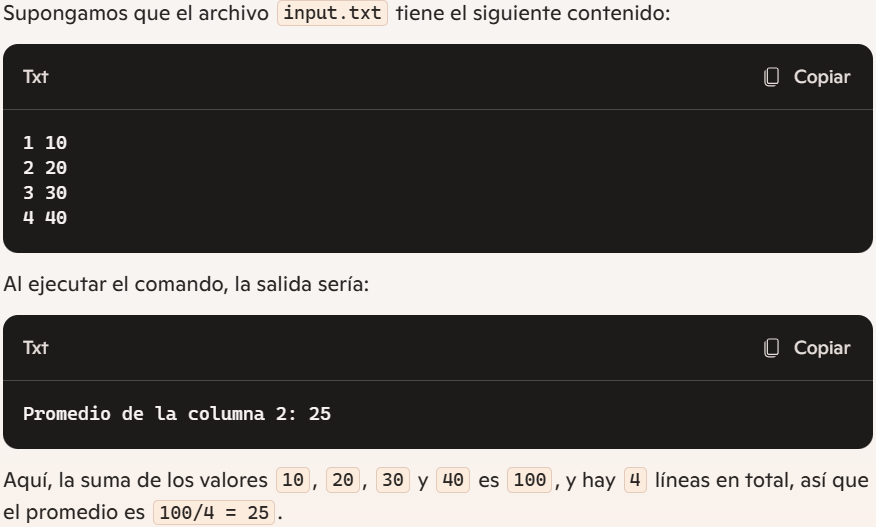 Supongamos que el archivo input.txt tiene el siguiente contenido:
Txt Copiar
1 10
2 20
3 30
4 40
Al ejecutar el comando, la salida sería:
Txt Copiar
Promedio de la columna 2: 25
Aquí, la suma de los valores 10, 20, 30 y 40 es 100, y hay 4 líneas en total, así que
el promedio es 100/4 = 25.